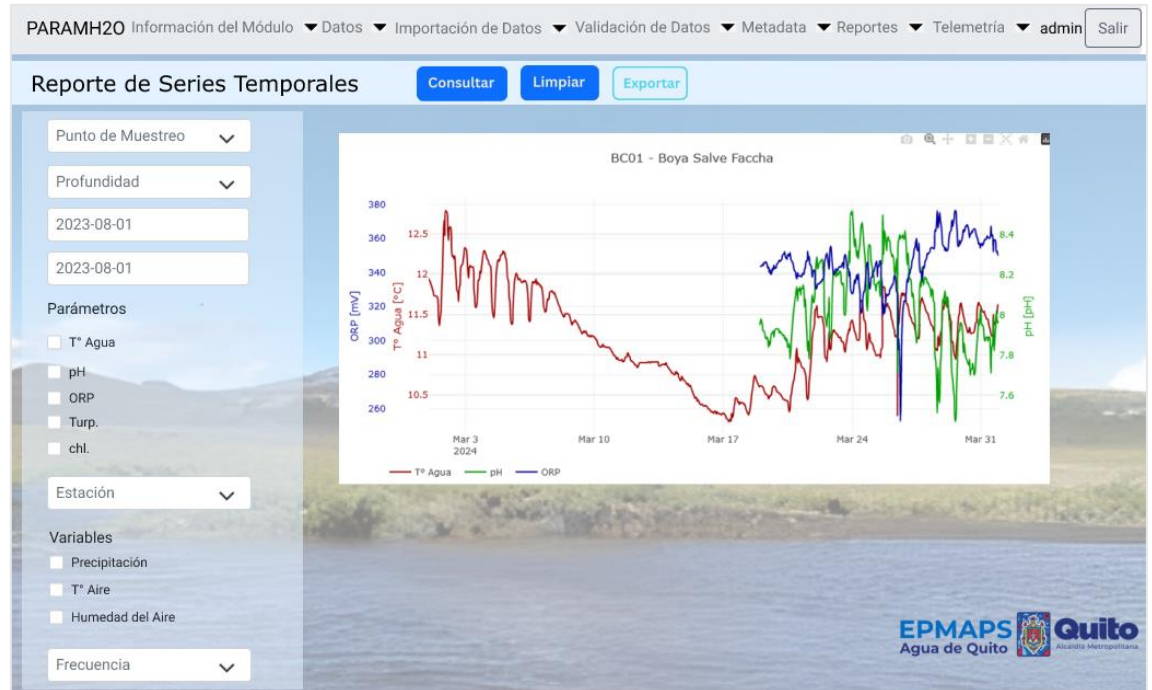 PARAMH2O Información del Módulo Datos Importación de Datos Validación de Datos Metadata Reportes Telemetría admin Salir
Reporte de Series Temporales Consultar Limpiar Exportar
Punto de Muestreo
Profundidad
2023-08-01
2023-08-01
Parámetros
T° Agua
pH
ORP
Turp.
chl.
Estación
Variables
Precipitación
T° Aire
Humedad del Aire
Frecuencia
BC01 - Boya Salve Faccha
380
360
340
320
300
280
260
ORP [mV]
12.5
12
11.5
11
10.5
Tº Agua [ºC]
8.4
8.2
8
7.8
7.6
pH [pH]
Mar 3 Mar 10 Mar 17 Mar 24 Mar 31
2024
Tº Agua pH ORP
EPMAPS
Agua de Quito
Quito
Alcaldía Metropolitana